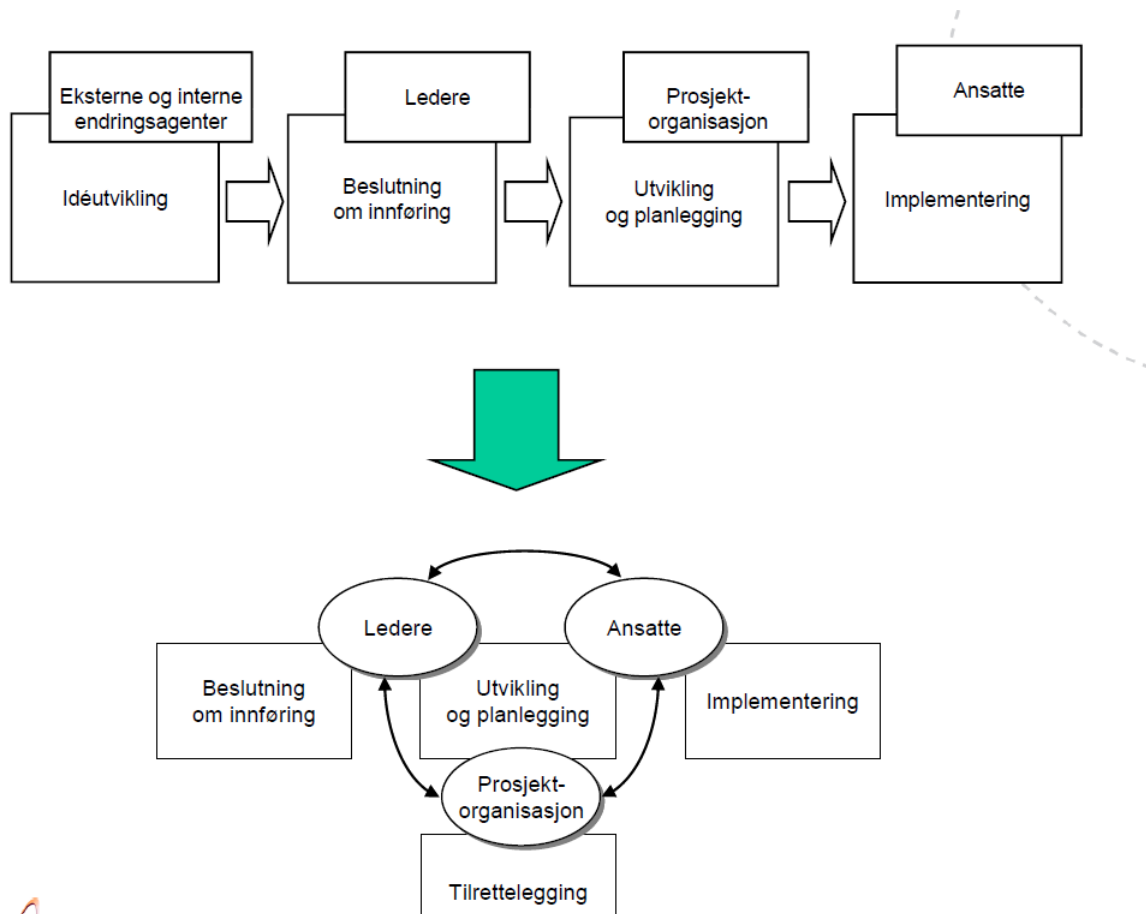 Eksterne og interne
endringsagenter
Idéutvikling
Ledere
Beslutning
om innføring
Prosjekt-
organisasjon
Utvikling
og planlegging
Ansatte
Implementering
Ledere
Ansatte
Beslutning
om innføring
Utvikling
og planlegging
Implementering
Prosjekt-
organisasjon
Tilrettelegging